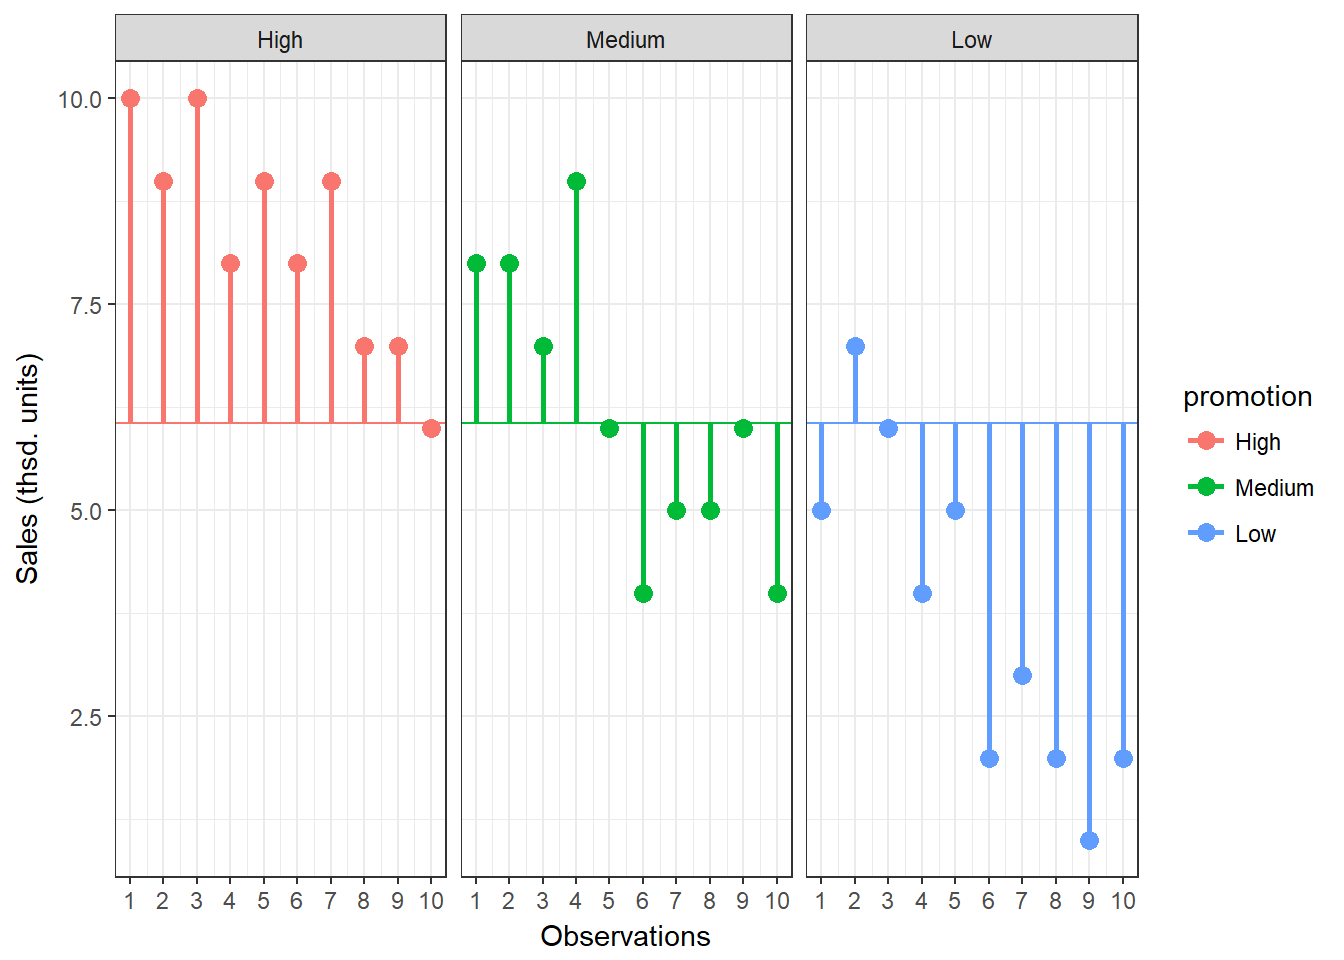 High Medium Low
10.0
7.5
5.0
2.5
Sales (thsd. units)
1 2 3 4 5 6 7 8 9 10 1 2 3 4 5 6 7 8 9 10 1 2 3 4 5 6 7 8 9 10
Observations
promotion
High
Medium
Low